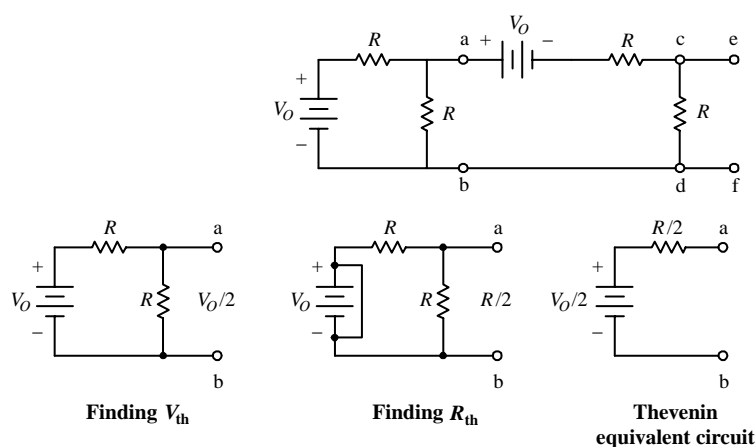 V_O
a
+
−
R
c
e
R
+
V_O
−
R
R
b
d
f
R
a
+
V_O
−
R
V_O/2
b
Finding V_th
R
a
+
V_O
−
R
R/2
b
Finding R_th
R/2
a
+
V_O/2
−
b
Thevenin
equivalent circuit